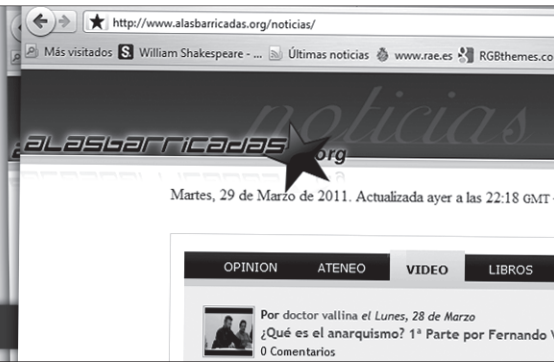 http://www.alasbarricadas.org/noticias/
Más visitados S William Shakespeare - ... Últimas noticias www.rae.es RGBthemes.co
noticias
alasbarricadas.org
Martes, 29 de Marzo de 2011. Actualizada ayer a las 22:18 GMT
OPINION ATENEO VIDEO LIBROS
Por doctor vallina el Lunes, 28 de Marzo
¿Qué es el anarquismo? 1ª Parte por Fernando V
0 Comentarios